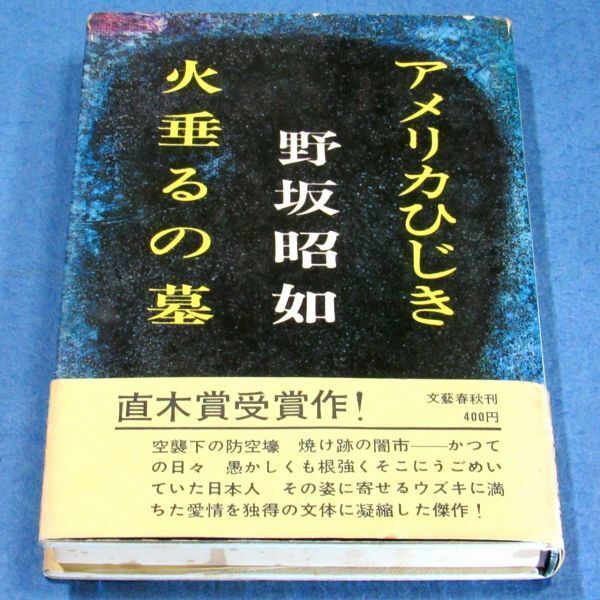 アメリカひじき
野坂昭如
火垂るの墓
直木賞受賞作！
文藝春秋刊
400円
空襲下の防空壕　焼け跡の闇市――かつて
の日々　愚かしくも根強くそこにうごめい
ていた日本人　その姿に寄せるウズキに満
ちた愛情を独得の文体に凝縮した傑作！